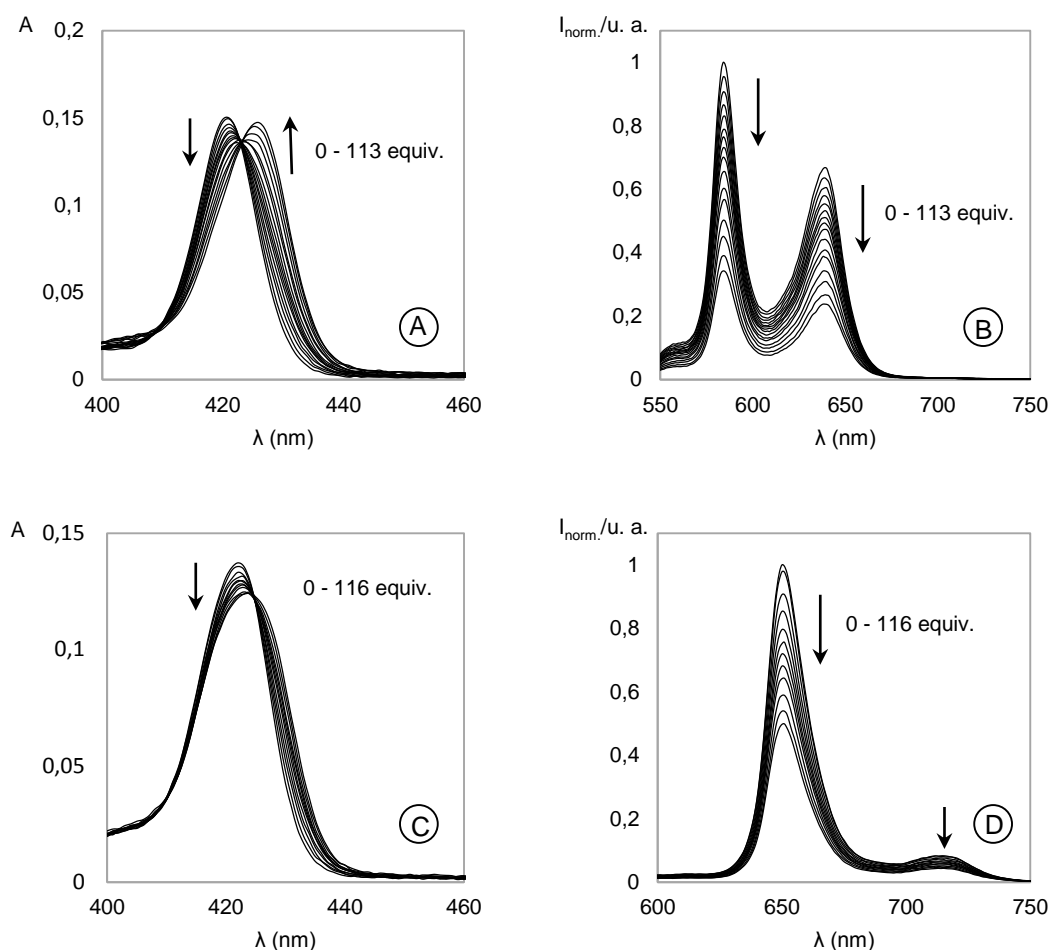 A
0,2
0,15
0,1
0,05
0
0 - 113 equiv.
A
400 420 440 460
λ (nm)
I norm./u. a.
1
0,8
0,6
0,4
0,2
0
0 - 113 equiv.
B
550 600 650 700 750
λ (nm)
A
0,15
0,1
0,05
0
0 - 116 equiv.
C
400 420 440 460
λ (nm)
I norm./u. a.
1
0,8
0,6
0,4
0,2
0
0 - 116 equiv.
D
600 650 700 750
λ (nm)